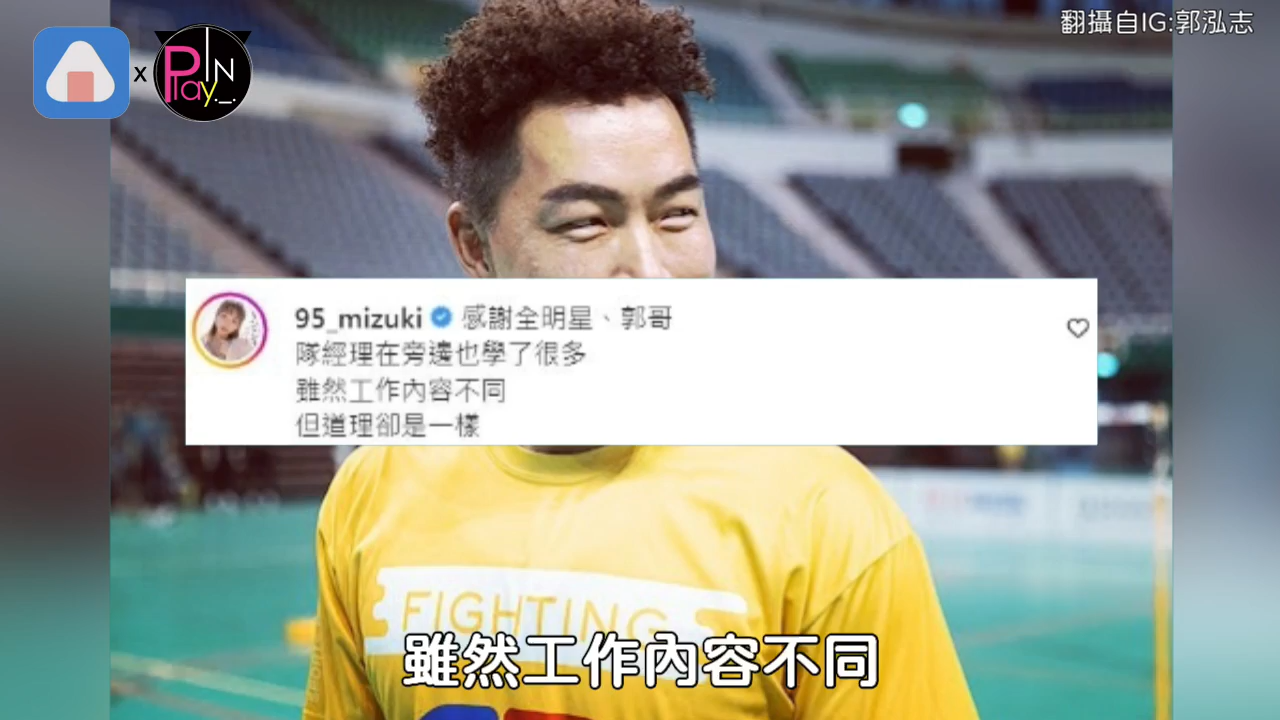 翻攝自IG:郭泓志
x
PlayIN
95_mizuki 感謝全明星、郭哥
隊經理在旁邊也學了很多
雖然工作內容不同
但道理卻是一樣
FIGHTING
雖然工作內容不同